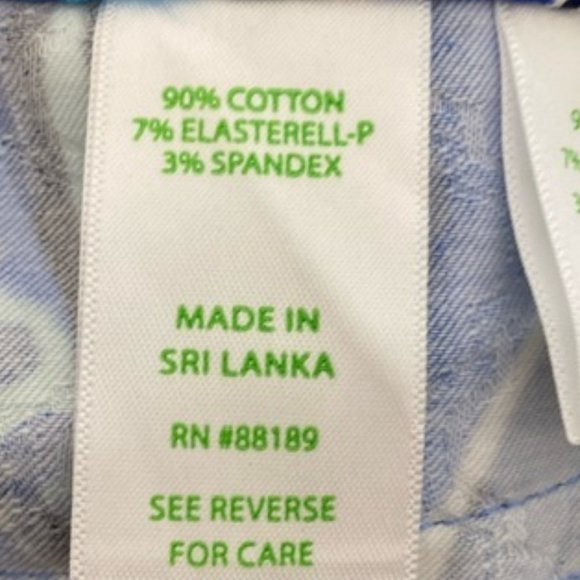 90% COTTON
7% ELASTERELL-P
3% SPANDEX
MADE IN
SRI LANKA
RN #88189
SEE REVERSE
FOR CARE